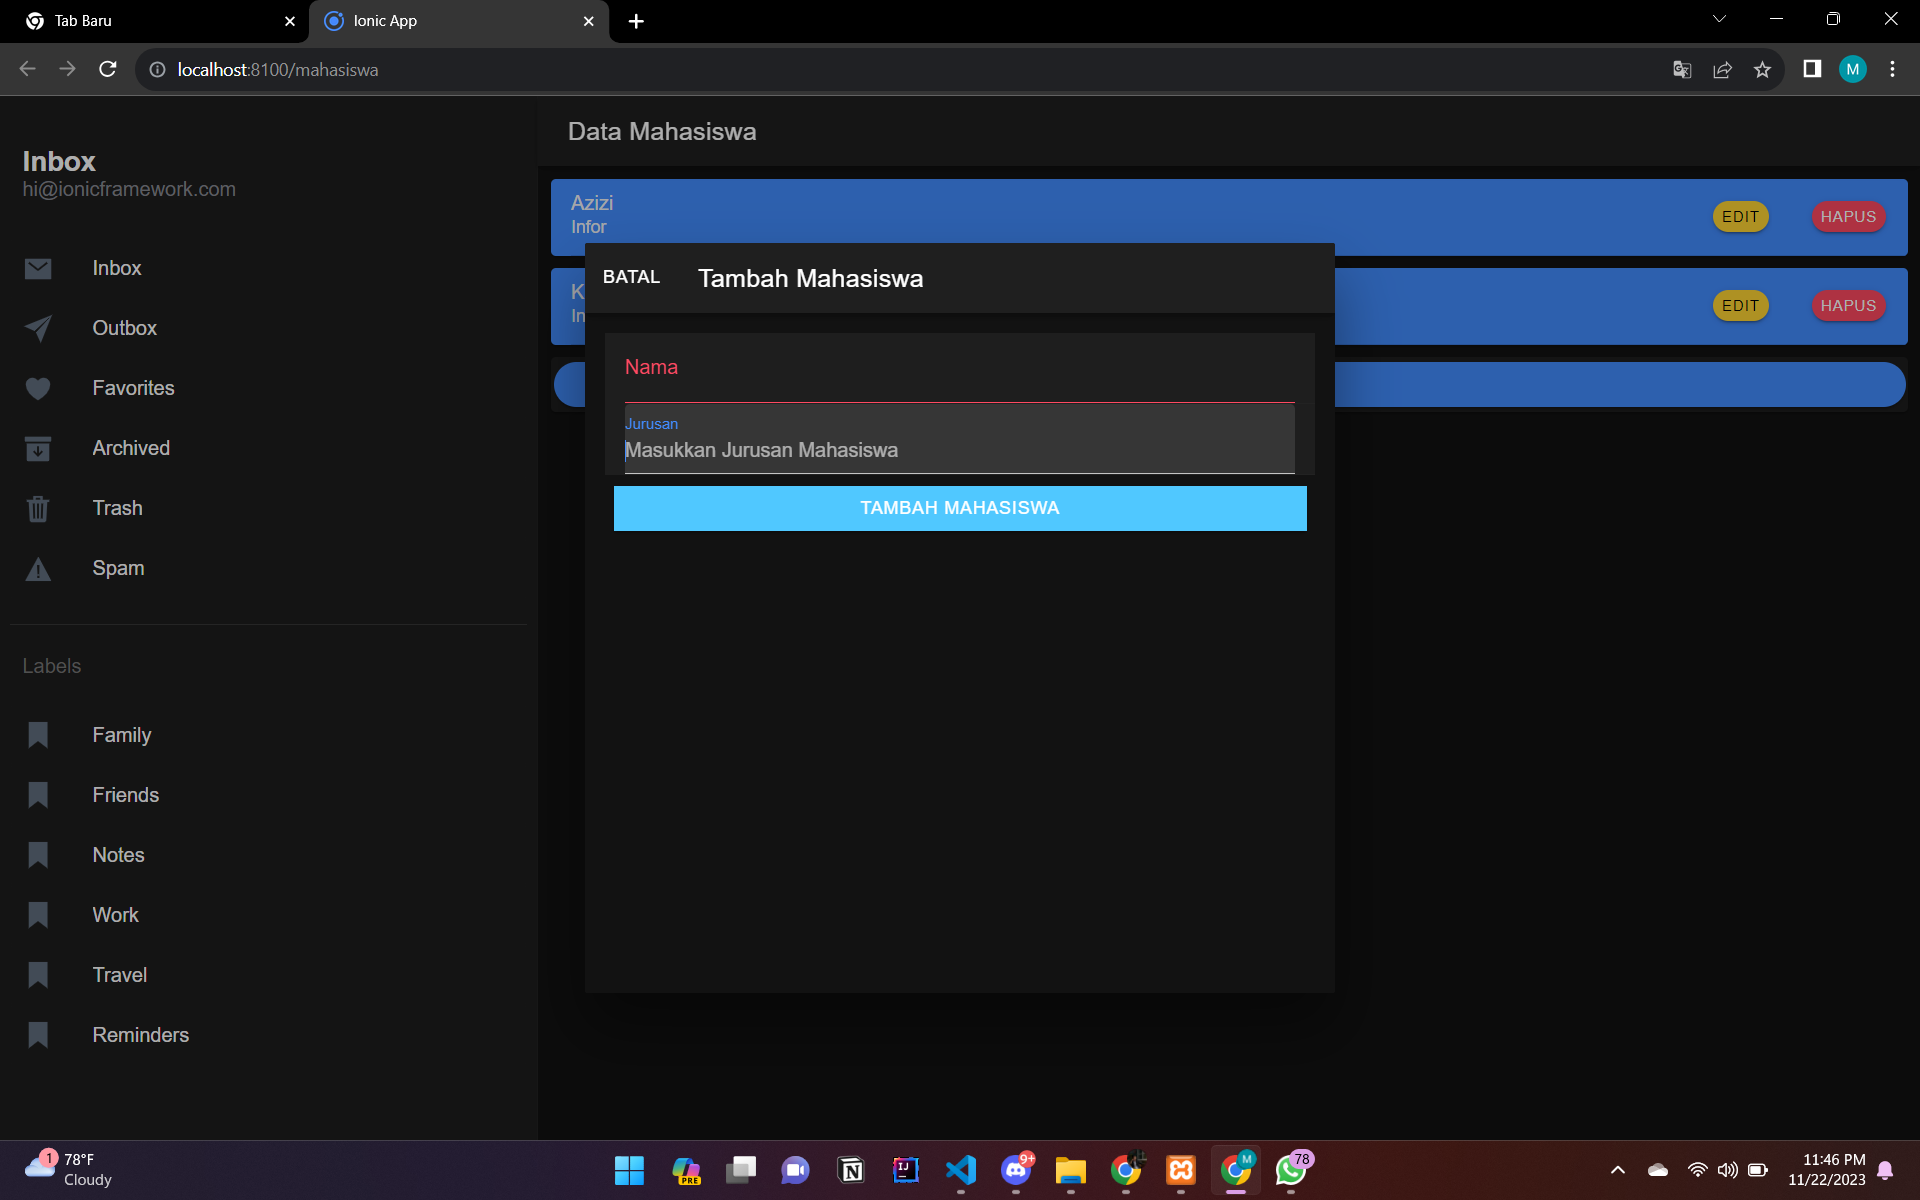 Tab Baru
Ionic App
localhost:8100/mahasiswa
M
Inbox
hi@ionicframework.com
Inbox
Outbox
Favorites
Archived
Trash
Spam
Labels
Family
Friends
Notes
Work
Travel
Reminders
Data Mahasiswa
Azizi
Infor
EDIT
HAPUS
K
In
EDIT
HAPUS
BATAL
Tambah Mahasiswa
Nama
Jurusan
Masukkan Jurusan Mahasiswa
TAMBAH MAHASISWA
1
78°F
Cloudy
PRE
N
IJ
9+
M
78
11:46 PM
11/22/2023